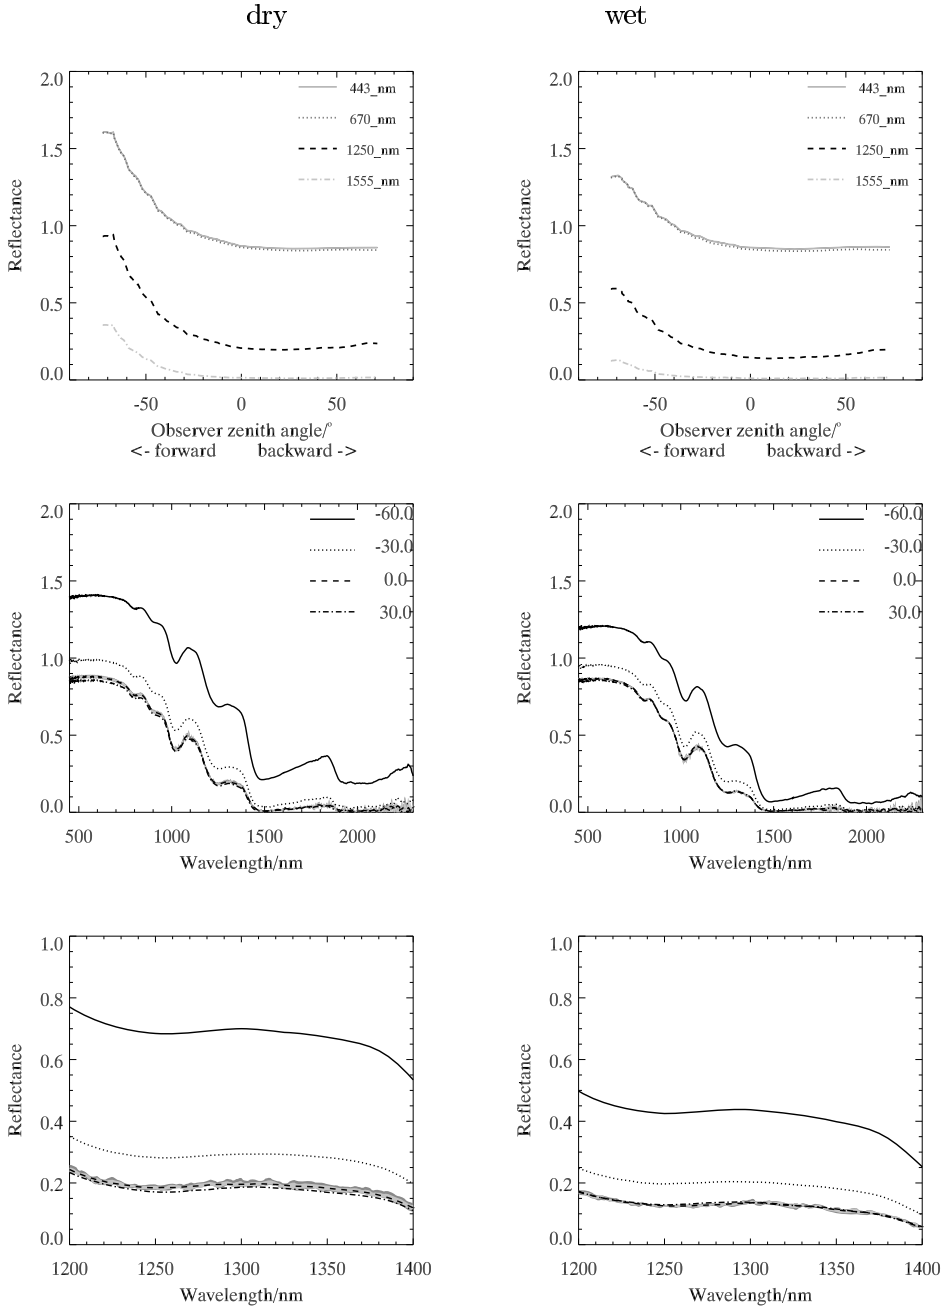 dry wet
2.0
443_nm
670_nm
1.5
1250_nm
1555_nm
Reflectance
1.0
0.5
0.0
-50 0 50
Observer zenith angle/°
<- forward backward ->
2.0
443_nm
670_nm
1.5
1250_nm
1555_nm
Reflectance
1.0
0.5
0.0
-50 0 50
Observer zenith angle/°
<- forward backward ->
2.0
-60.0
-30.0
1.5
0.0
30.0
Reflectance
1.0
0.5
0.0
500 1000 1500 2000
Wavelength/nm
2.0
-60.0
-30.0
1.5
0.0
30.0
Reflectance
1.0
0.5
0.0
500 1000 1500 2000
Wavelength/nm
1.0
0.8
Reflectance
0.6
0.4
0.2
0.0
1200 1250 1300 1350 1400
Wavelength/nm
1.0
0.8
Reflectance
0.6
0.4
0.2
0.0
1200 1250 1300 1350 1400
Wavelength/nm